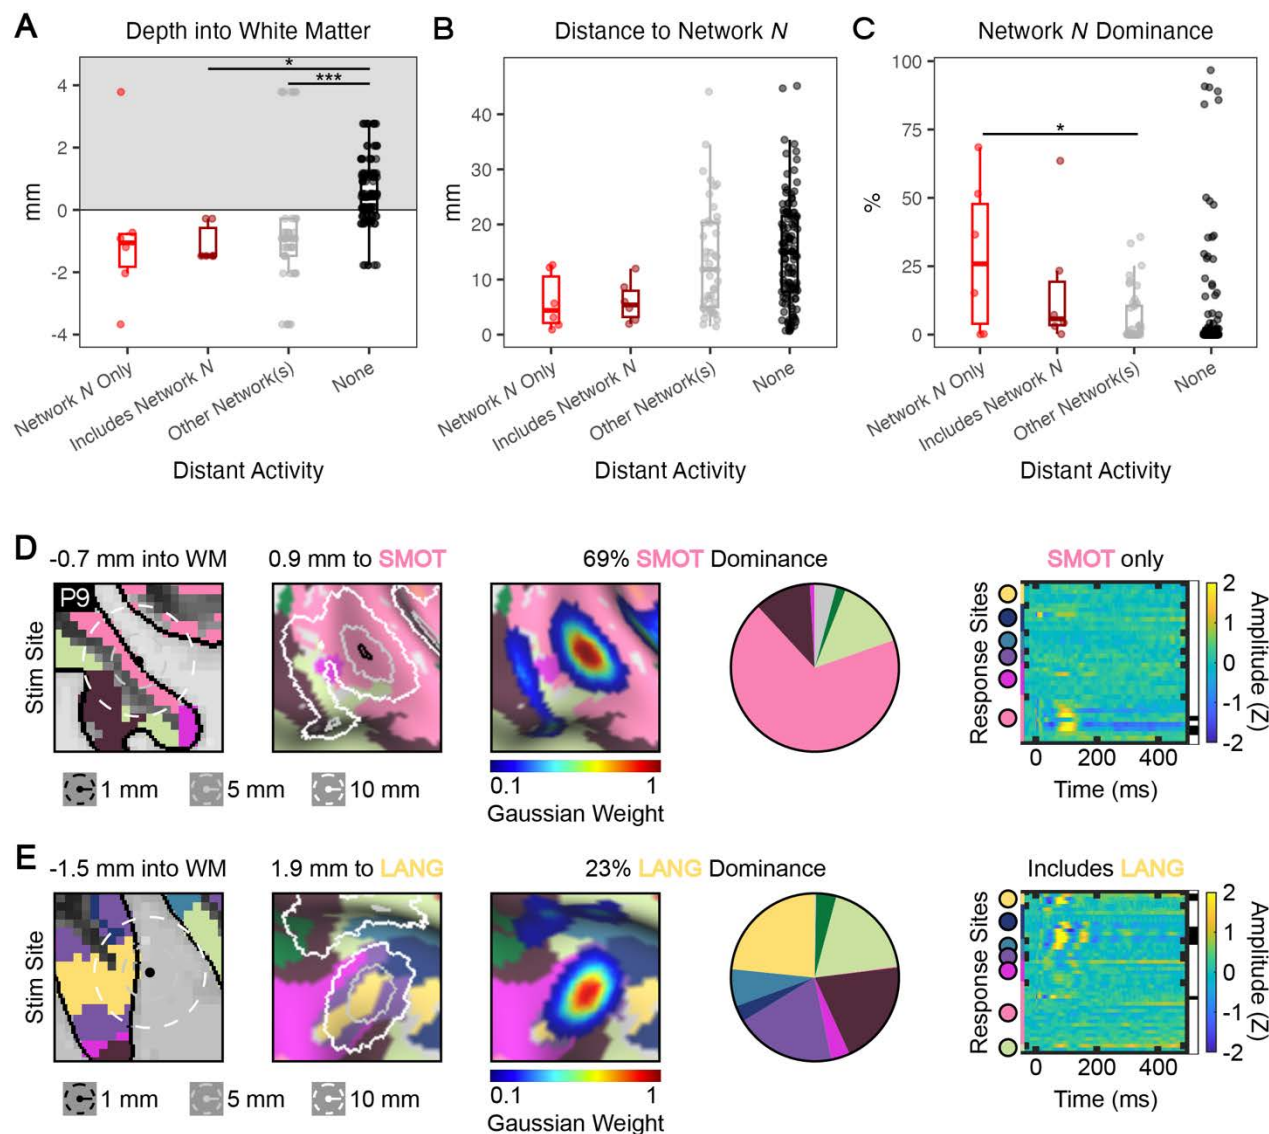 A
Depth into White Matter
mm
4
2
0
-2
-4
*
***
Network N Only
Includes Network N
Other Network(s)
None
Distant Activity
B
Distance to Network N
mm
40
30
20
10
0
Network N Only
Includes Network N
Other Network(s)
None
Distant Activity
C
Network N Dominance
%
100
75
50
25
0
*
Network N Only
Includes Network N
Other Network(s)
None
Distant Activity
D
-0.7 mm into WM
0.9 mm to SMOT
69% SMOT Dominance
SMOT only
P9
Stim Site
1 mm
5 mm
10 mm
0.1
1
Gaussian Weight
Response Sites
0
200
400
Time (ms)
2
1
0
-1
-2
Amplitude (Z)
E
-1.5 mm into WM
1.9 mm to LANG
23% LANG Dominance
Includes LANG
Stim Site
1 mm
5 mm
10 mm
0.1
1
Gaussian Weight
Response Sites
0
200
400
Time (ms)
2
1
0
-1
-2
Amplitude (Z)